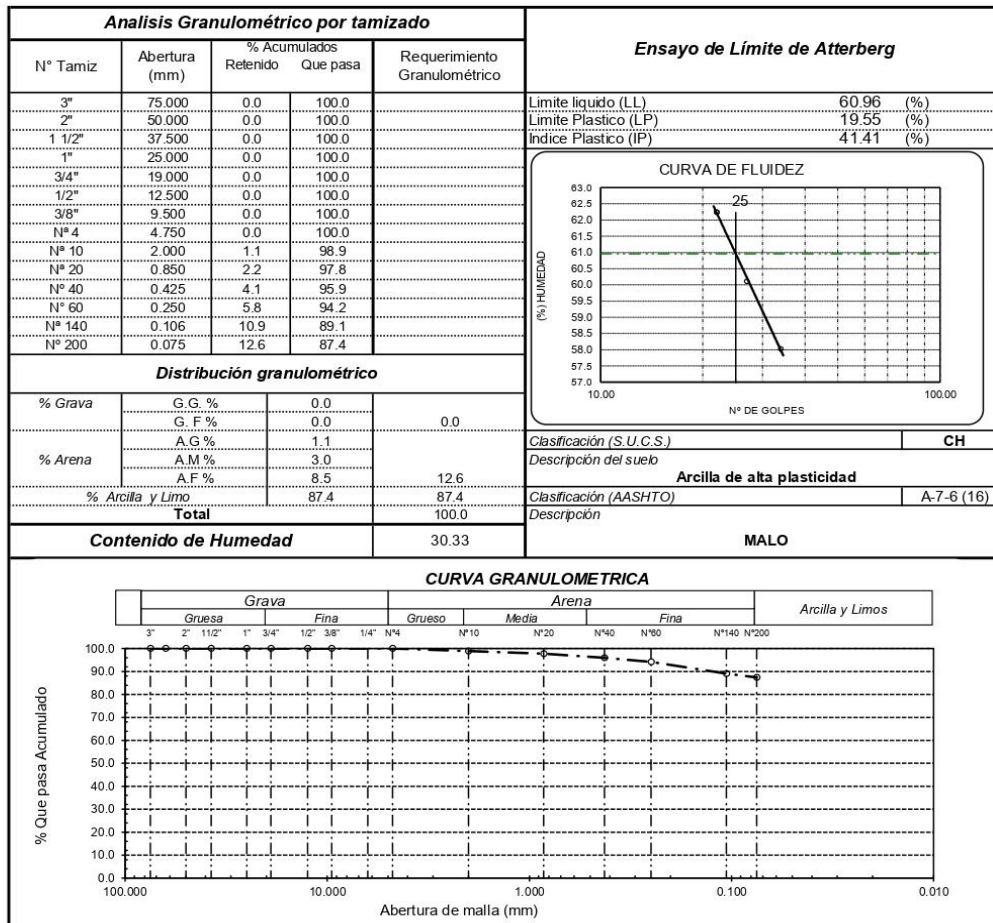 Analisis Granulométrico por tamizado
N° Tamiz Abertura (mm) % Acumulados Retenido Que pasa Requerimiento Granulométrico
3" 75.000 0.0 100.0
2" 50.000 0.0 100.0
1 1/2" 37.500 0.0 100.0
1" 25.000 0.0 100.0
3/4" 19.000 0.0 100.0
1/2" 12.500 0.0 100.0
3/8" 9.500 0.0 100.0
Nª 4 4.750 0.0 100.0
Nª 10 2.000 1.1 98.9
Nª 20 0.850 2.2 97.8
Nº 40 0.425 4.1 95.9
N° 60 0.250 5.8 94.2
Nª 140 0.106 10.9 89.1
Nº 200 0.075 12.6 87.4
Distribución granulométrico
% Grava G.G. % 0.0
G. F % 0.0 0.0
A.G % 1.1
% Arena A.M % 3.0
A.F % 8.5 12.6
% Arcilla y Limo 87.4 87.4
Total 100.0
Contenido de Humedad 30.33
Ensayo de Límite de Atterberg
Limite liquido (LL) 60.96 (%)
Limite Plastico (LP) 19.55 (%)
Indice Plastico (IP) 41.41 (%)
CURVA DE FLUIDEZ
25
(%) HUMEDAD
63.0
62.5
62.0
61.5
61.0
60.5
60.0
59.5
59.0
58.5
58.0
57.5
57.0
10.00 100.00
Nº DE GOLPES
Clasificación (S.U.C.S.) CH
Descripción del suelo
Arcilla de alta plasticidad
Clasificación (AASHTO) A-7-6 (16)
Descripción
MALO
CURVA GRANULOMETRICA
Grava Arena Arcilla y Limos
Gruesa Fina Grueso Media Fina
3" 2" 11/2" 1" 3/4" 1/2" 3/8" 1/4" Nª4 Nª10 Nª20 Nª40 Nª60 Nª140 Nª200
% Que pasa Acumulado
100.0
90.0
80.0
70.0
60.0
50.0
40.0
30.0
20.0
10.0
0.0
100.000 10.000 1.000 0.100 0.010
Abertura de malla (mm)